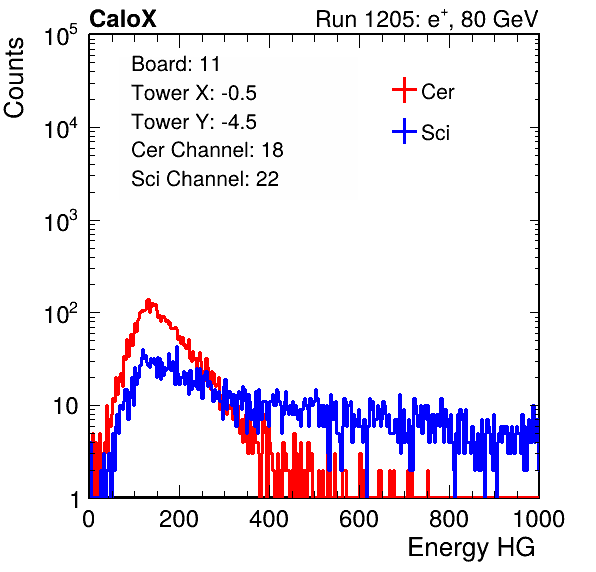 CaloX Run 1205: e⁺, 80 GeV
Counts
Board: 11
Tower X: -0.5
Tower Y: -4.5
Cer Channel: 18
Sci Channel: 22
Cer
Sci
10⁵
10⁴
10³
10²
10
1
0 200 400 600 800 1000
Energy HG